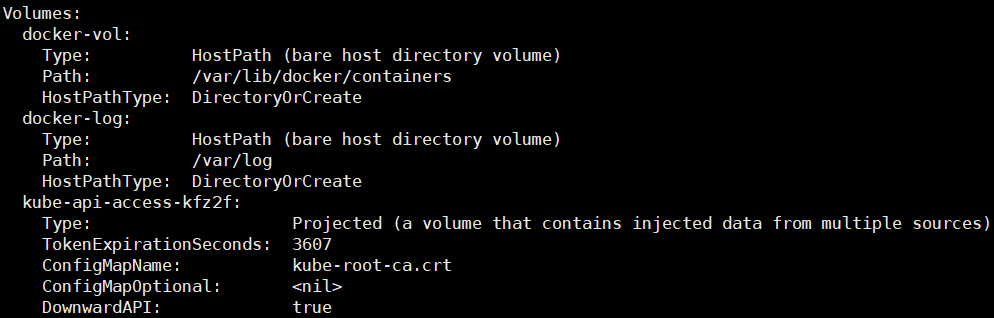 Volumes:
  docker-vol:
    Type:          HostPath (bare host directory volume)
    Path:          /var/lib/docker/containers
    HostPathType:  DirectoryOrCreate
  docker-log:
    Type:          HostPath (bare host directory volume)
    Path:          /var/log
    HostPathType:  DirectoryOrCreate
  kube-api-access-kfz2f:
    Type:                    Projected (a volume that contains injected data from multiple sources)
    TokenExpirationSeconds:  3607
    ConfigMapName:           kube-root-ca.crt
    ConfigMapOptional:       <nil>
    DownwardAPI:             true